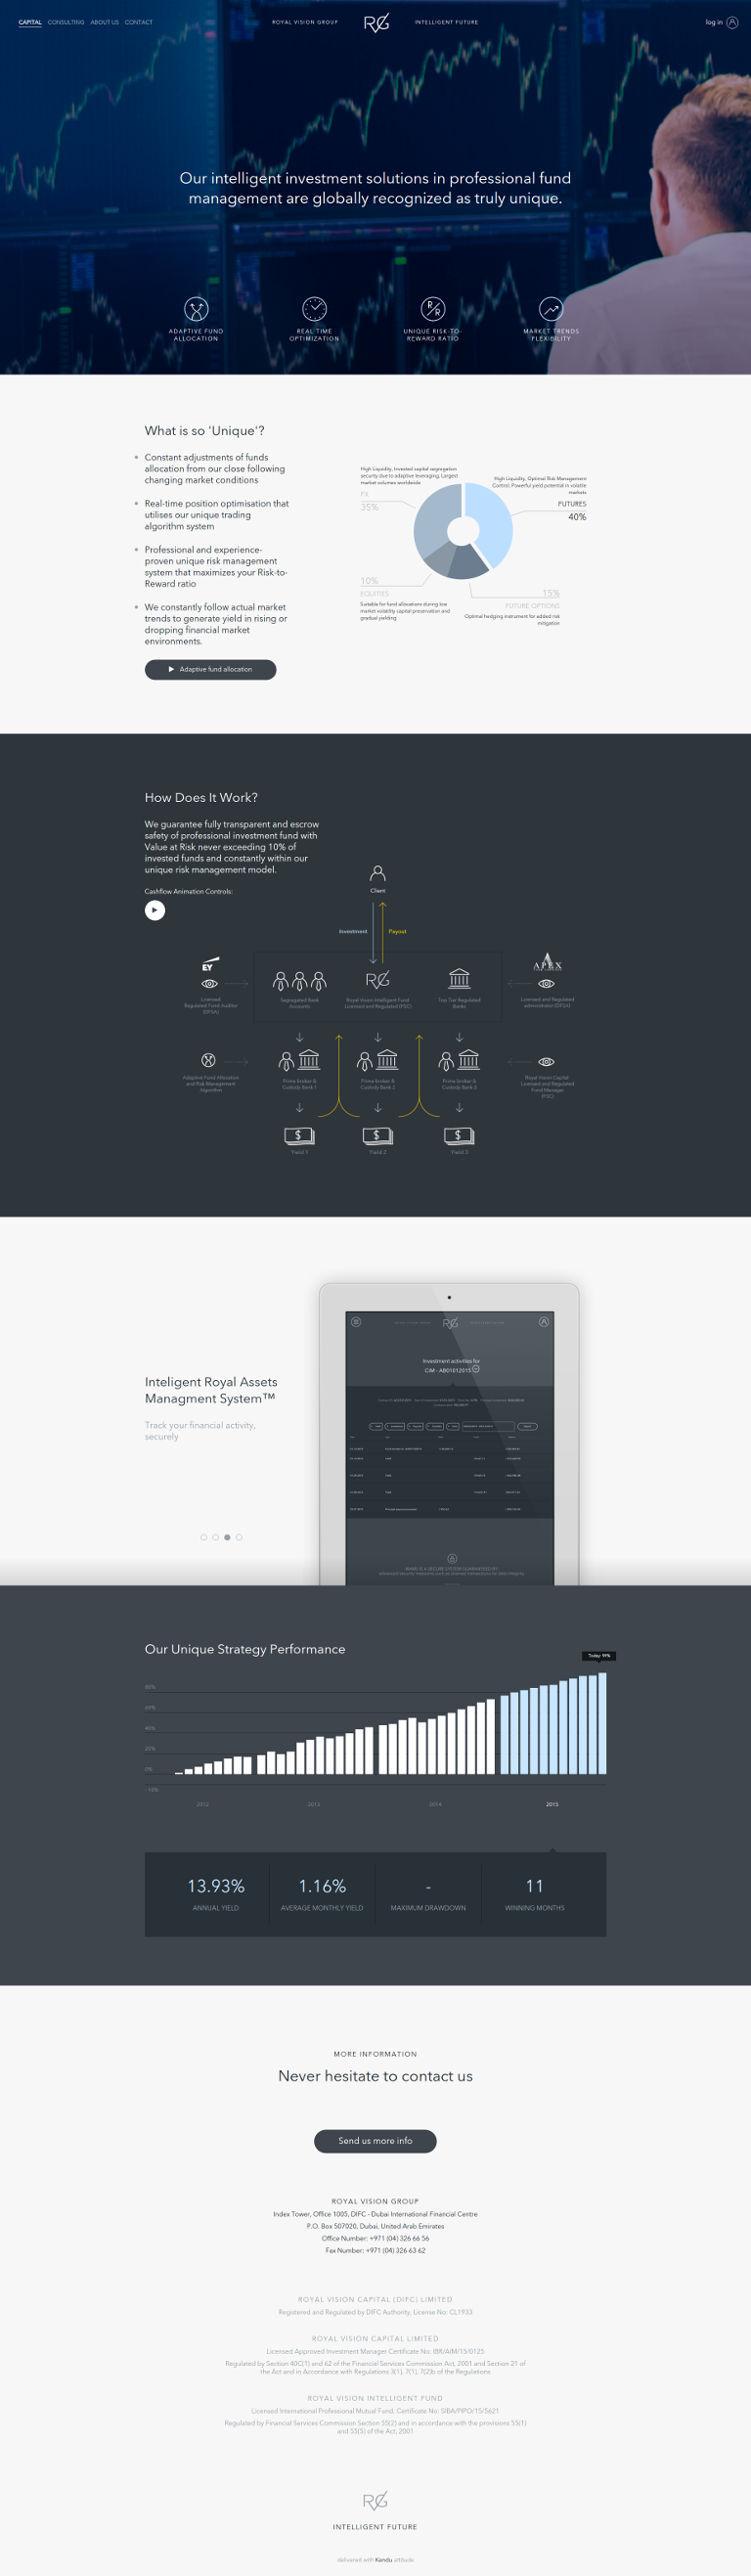 CAPITAL CONSULTING ABOUT US CONTACT
ROYAL VISION GROUP
INTELLIGENT FUTURE
log in
Our intelligent investment solutions in professional fund
management are globally recognized as truly unique.
ADAPTIVE FUND
ALLOCATION
REAL TIME
OPTIMIZATION
UNIQUE RISK-TO-
REWARD RATIO
MARKET TRENDS
FLEXIBILITY
What is so 'Unique'?
Constant adjustments of funds
allocation from our close following
changing market conditions
Real-time position optimisation that
utilises our unique trading
algorithm system
Professional and experience-
proven unique risk management
system that maximizes your Risk-to-
Reward ratio
We constantly follow actual market
trends to generate yield in rising or
dropping financial market
environments.
Adaptive fund allocation
High Liquidity, Invested capital segregation
security due to adaptive leveraging, Largest
market volumes worldwide
FX
35%
High Liquidity, Optimal Risk Management
Control, Powerful yield potential in volatile
markets
FUTURES
40%
10%
EQUITIES
Suitable for fund allocations during low
market volatility capital preservation and
gradual yielding
15%
FUTURE OPTIONS
Optimal hedging instrument for added risk
mitigation
How Does It Work?
We guarantee fully transparent and escrow
safety of professional investment fund with
Value at Risk never exceeding 10% of
invested funds and constantly within our
unique risk management model.
Cashflow Animation Controls:
Client
Investment
Payout
EY
Licensed
Regulated Fund Auditor
(DFSA)
Segregated Bank
Accounts
Royal Vision Intelligent Fund
Licensed and Regulated (FSC)
Top Tier Regulated
Banks
APEX
Licensed and Regulated
administrator (DFSA)
Adaptive Fund Allocation
and Risk Management
Algorithm
Prime broker &
Custody Bank 1
Prime broker &
Custody Bank 2
Prime broker &
Custody Bank 3
Royal Vision Capital
Licensed and Regulated
Fund Manager
(FSC)
Yield 1
Yield 2
Yield 3
Inteligent Royal Assets
Managment System™
Track your financial activity,
securely
Investment activities for
CIM - AB01012015
Our Unique Strategy Performance
Today: 99%
80%
60%
40%
20%
0%
-10%
2012
2013
2014
2015
13.93%
ANNUAL YIELD
1.16%
AVERAGE MONTHLY YIELD
-
MAXIMUM DRAWDOWN
11
WINNING MONTHS
MORE INFORMATION
Never hesitate to contact us
Send us more info
ROYAL VISION GROUP
Index Tower, Office 1005, DIFC - Dubai International Financial Centre
P.O. Box 507020, Dubai, United Arab Emirates
Office Number: +971 (04) 326 66 56
Fax Number: +971 (04) 326 63 62
ROYAL VISION CAPITAL (DIFC) LIMITED
Registered and Regulated by DIFC Authority, License No: CL1933
ROYAL VISION CAPITAL LIMITED
Licensed Approved Investment Manager Certificate No: IBR/AIM/15/0125
Regulated by Section 40C(1) and 62 of the Financial Services Commission Act, 2001 and Section 21 of
the Act and in Accordance with Regulations 3(1), 7(1), 7(2)b of the Regulations
ROYAL VISION INTELLIGENT FUND
Licensed International Professional Mutual Fund, Certificate No: SIBA/PIPO/15/5621
Regulated by Financial Services Commission Section 55(2) and in accordance with the provisions 55(1)
and 55(5) of the Act, 2001
INTELLIGENT FUTURE
delivered with Kandu attitude